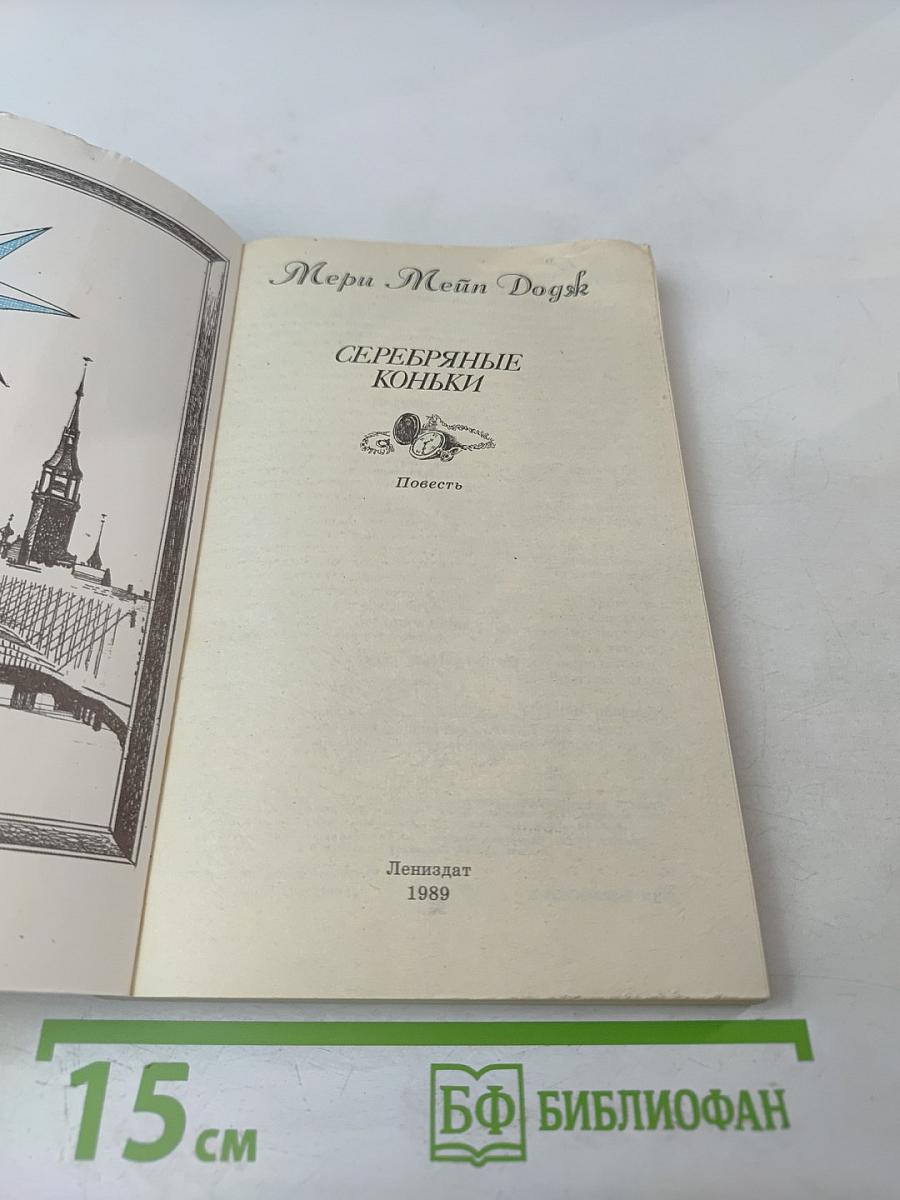 Мери Мейп Додж
СЕРЕБРЯНЫЕ
КОНЬКИ
Повесть
Лениздат
1989
15 см
БФ БИБЛИОФАН